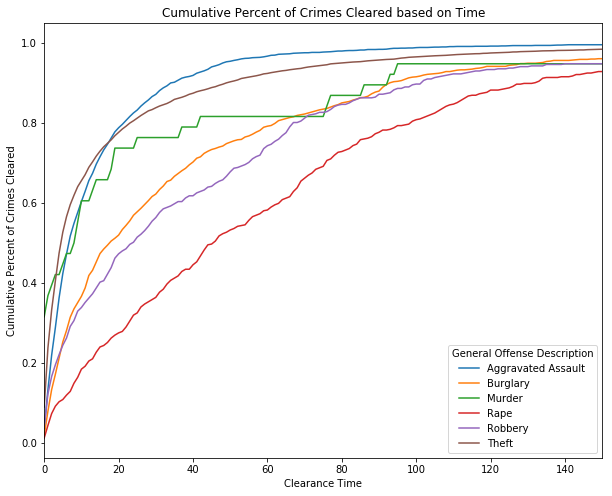 Cumulative Percent of Crimes Cleared based on Time
Cumulative Percent of Crimes Cleared
1.0
0.8
0.6
0.4
0.2
0.0
0 20 40 60 80 100 120 140
Clearance Time
General Offense Description
Aggravated Assault
Burglary
Murder
Rape
Robbery
Theft